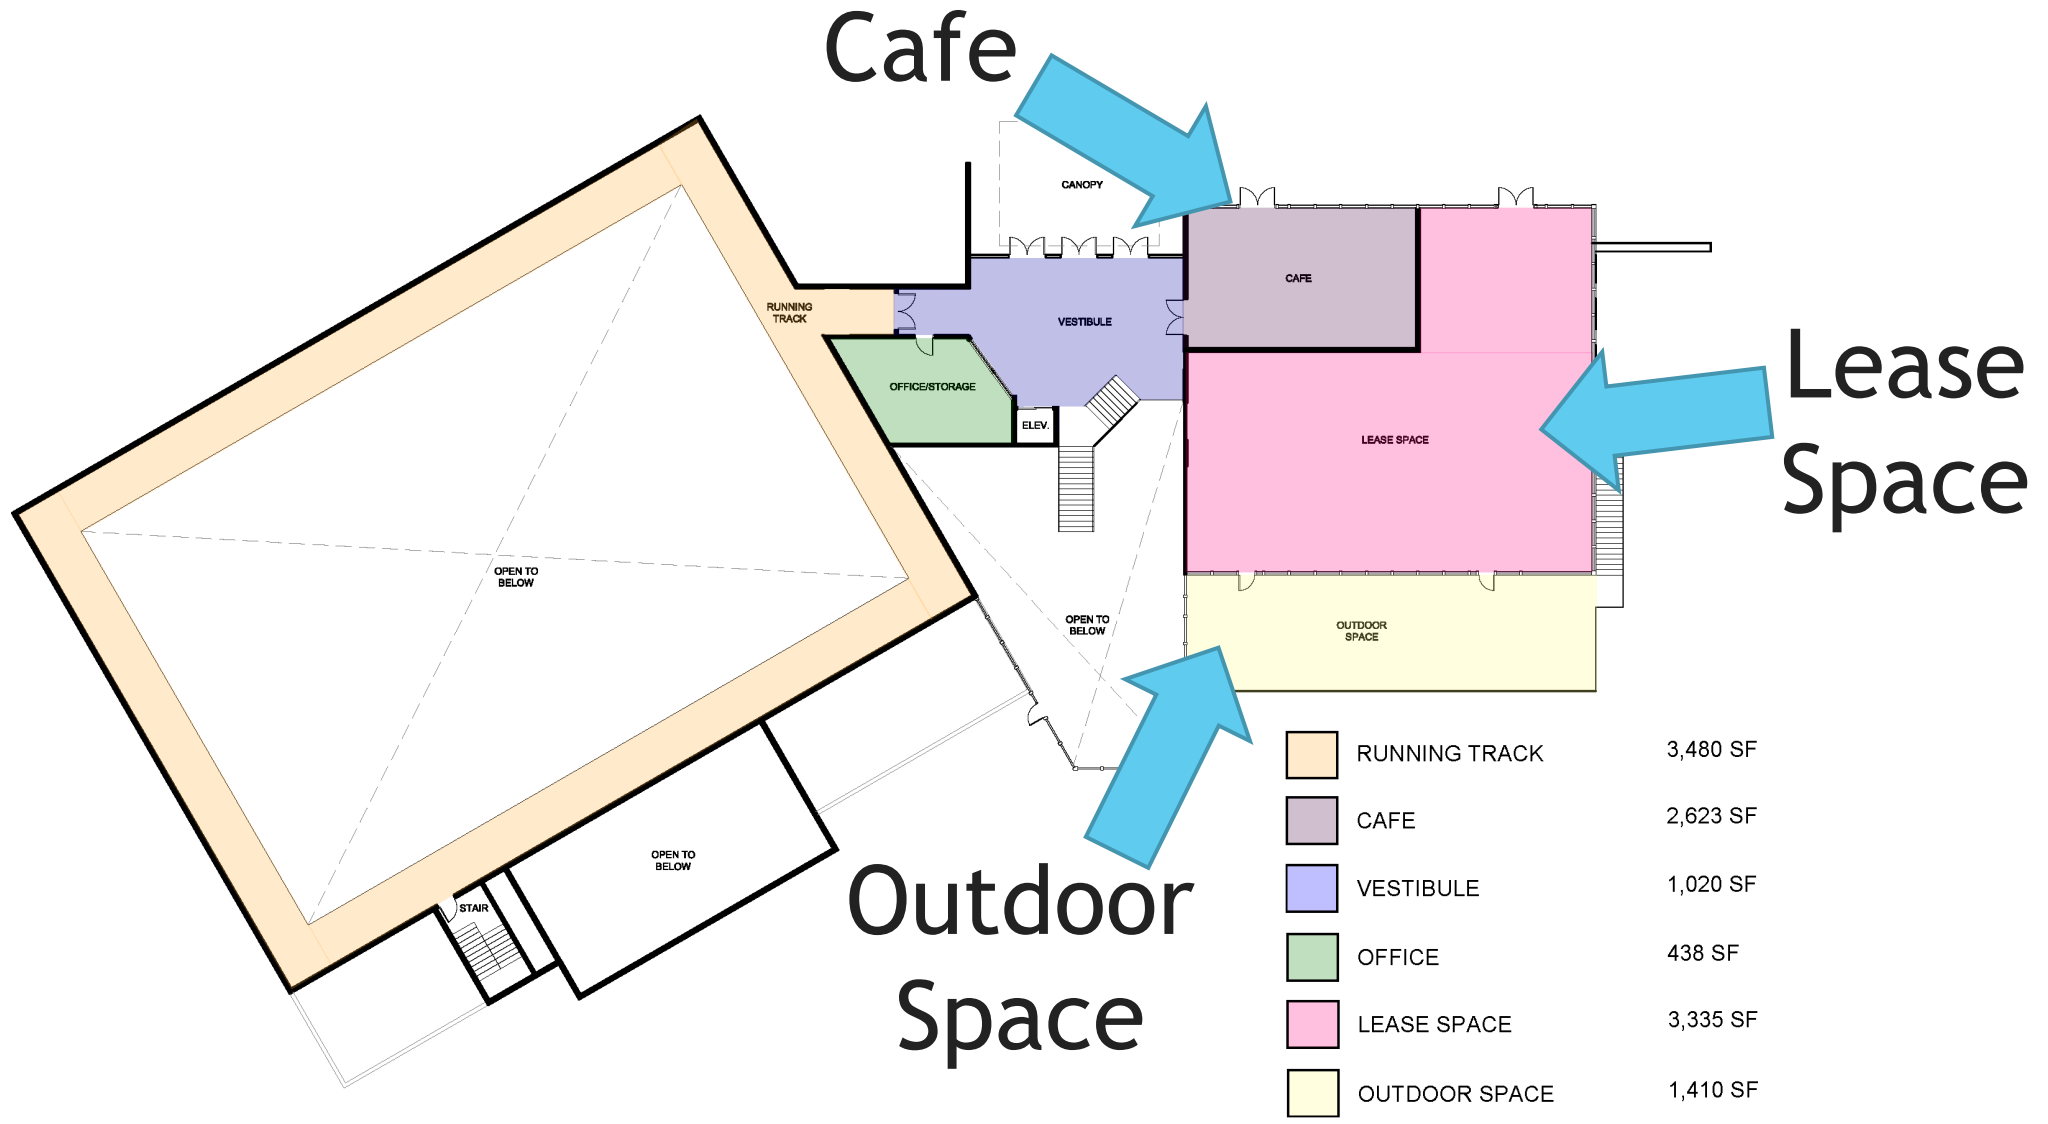 Cafe
CANOPY
CAFE
RUNNING
TRACK
VESTIBULE
Lease
Space
OFFICE/STORAGE
ELEV.
LEASE SPACE
OPEN TO
BELOW
OPEN TO
BELOW
OUTDOOR
SPACE
OPEN TO
BELOW
STAIR
Outdoor
Space
RUNNING TRACK 3,480 SF
CAFE 2,623 SF
VESTIBULE 1,020 SF
OFFICE 438 SF
LEASE SPACE 3,335 SF
OUTDOOR SPACE 1,410 SF